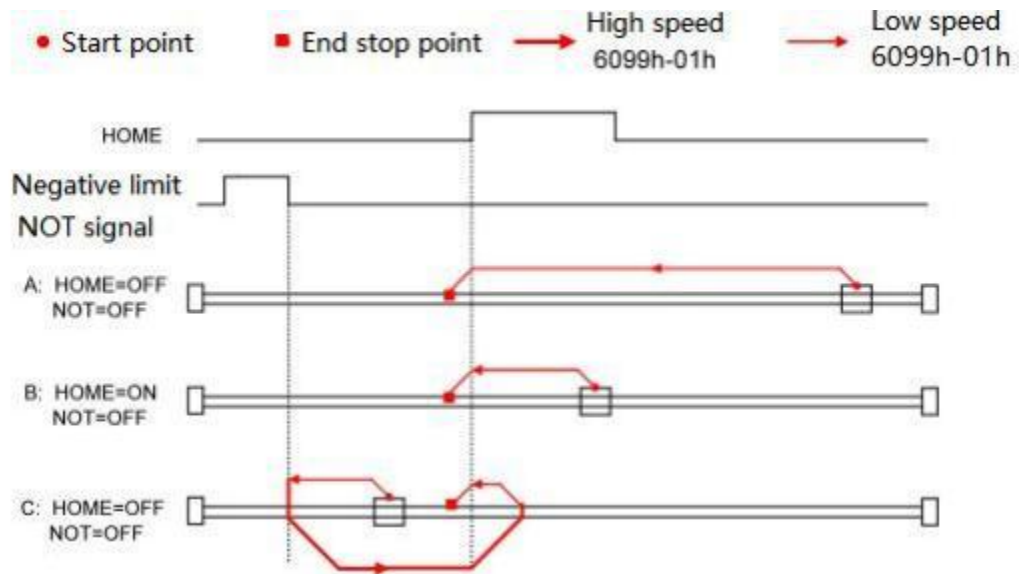 Start point
End stop point
High speed
6099h-01h
Low speed
6099h-01h
HOME
Negative limit
NOT signal
A: HOME=OFF
NOT=OFF
B: HOME=ON
NOT=OFF
C: HOME=OFF
NOT=OFF